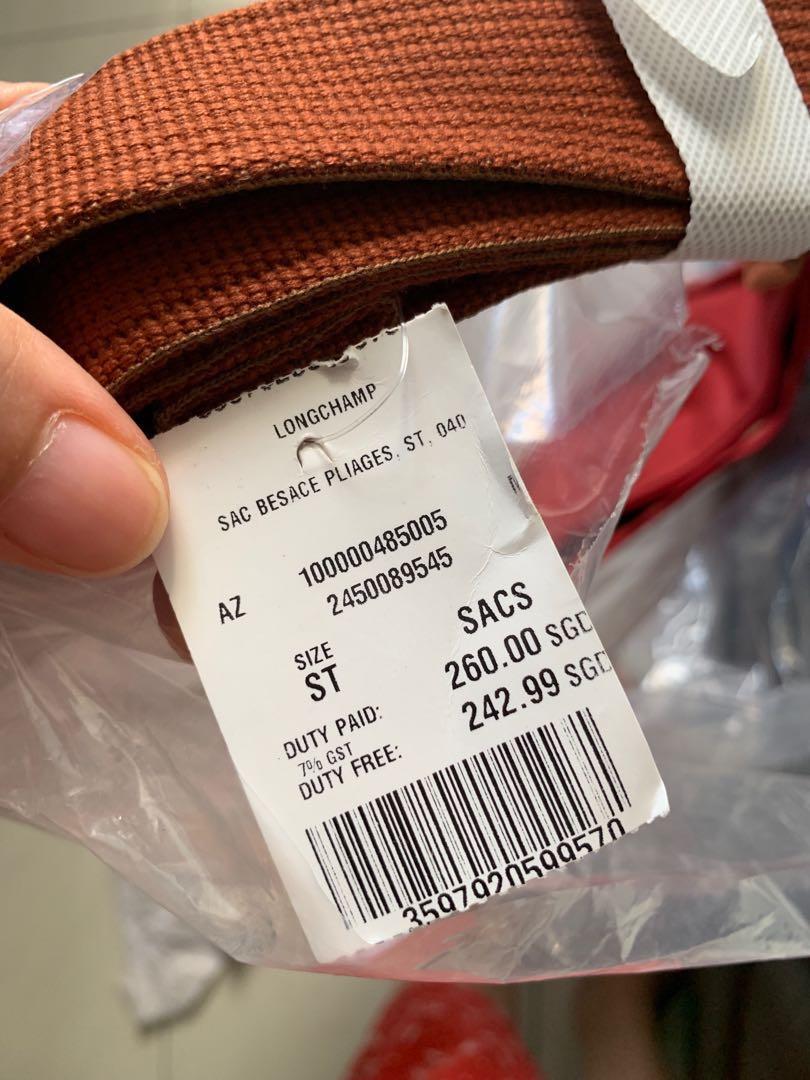 LONGCHAMP
SAC BESACE PLIAGES, ST, 040
100000485005
AZ 2450089545
SIZE SACS
ST 260.00 SGD
DUTY PAID: 242.99 SGD
7% GST
DUTY FREE:
3597920599570